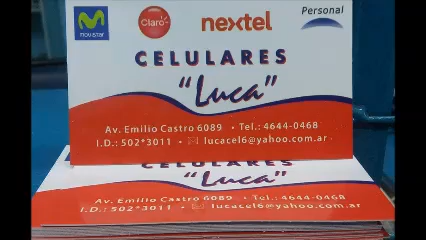 movistar
Claro
nextel
Personal
CELULARES
"Luca"
Av. Emilio Castro 6089 • Tel.: 4644-0468
I.D.: 502*3011 • ✉ lucacel6@yahoo.com.ar
CELULARES
"Luca"
Av. Emilio Castro 6089 • Tel.: 4644-0468
I.D.: 502*3011 • ✉ lucacel6@yahoo.com.ar